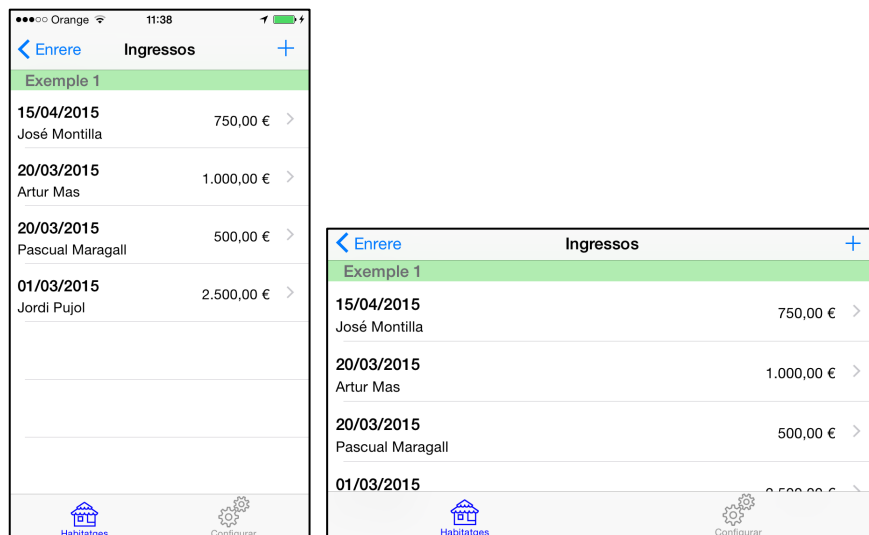 Orange 11:38
Enrere Ingressos +
Exemple 1
15/04/2015
750,00 €
José Montilla
20/03/2015
1.000,00 €
Artur Mas
20/03/2015
500,00 €
Pascual Maragall
01/03/2015
2.500,00 €
Jordi Pujol
Habitatges Configurar
Enrere Ingressos +
Exemple 1
15/04/2015
750,00 €
José Montilla
20/03/2015
1.000,00 €
Artur Mas
20/03/2015
500,00 €
Pascual Maragall
01/03/2015
2.500,00 €
Habitatges Configurar